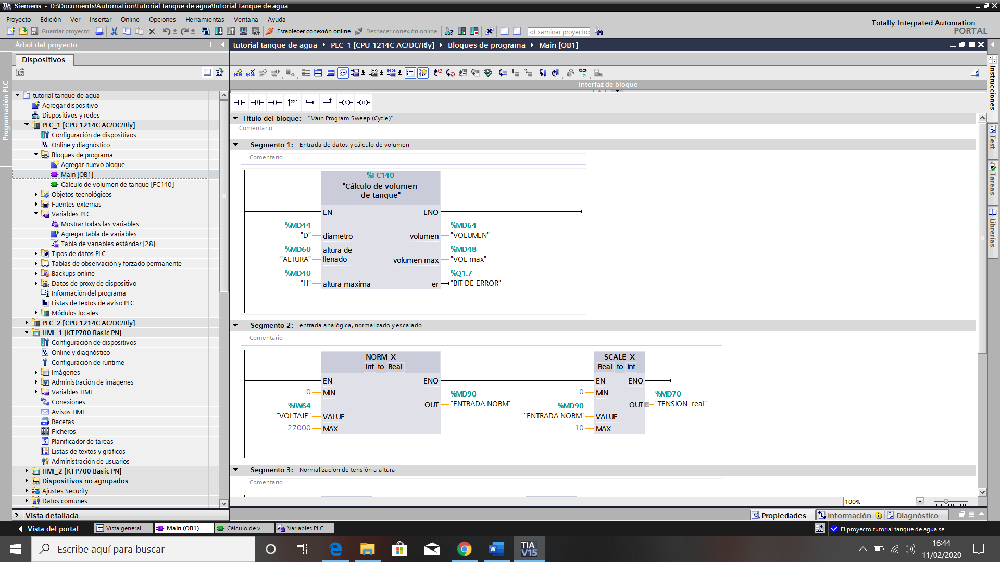 Siemens - D:\Documents\Automation\tutorial tanque de agua\tutorial tanque de agua
Proyecto Edición Ver Insertar Online Opciones Herramientas Ventana Ayuda
Totally Integrated Automation
PORTAL
Guardar proyecto
Establecer conexión online
Deshacer conexión online
<Examinar proyecto>
Árbol del proyecto
tutorial tanque de agua PLC_1 [CPU 1214C AC/DC/Rly] Bloques de programa Main [OB1]
Dispositivos
Programación PLC
tutorial tanque de agua
Agregar dispositivo
Dispositivos y redes
PLC_1 [CPU 1214C AC/DC/Rly]
Configuración de dispositivos
Online y diagnóstico
Bloques de programa
Agregar nuevo bloque
Main [OB1]
Cálculo de volumen de tanque [FC140]
Objetos tecnológicos
Fuentes externas
Variables PLC
Mostrar todas las variables
Agregar tabla de variables
Tabla de variables estándar [28]
Tipos de datos PLC
Tablas de observación y forzado permanente
Backups online
Datos de proxy de dispositivo
Información del programa
Listas de textos de aviso PLC
Módulos locales
PLC_2 [CPU 1214C AC/DC/Rly]
HMI_1 [KTP700 Basic PN]
Configuración de dispositivos
Online y diagnóstico
Configuración de runtime
Imágenes
Administración de imágenes
Variables HMI
Conexiones
Avisos HMI
Recetas
Ficheros
Planificador de tareas
Listas de textos y gráficos
Administración de usuarios
HMI_2 [KTP700 Basic PN]
Dispositivos no agrupados
Ajustes Security
Datos comunes
Vista detallada
Interfaz de bloque
Título del bloque: "Main Program Sweep (Cycle)"
Comentario
Segmento 1: Entrada de datos y cálculo de volumen
Comentario
%FC140
"Cálculo de volumen
de tanque"
EN ENO
%MD44 %MD64
"D" diametro volumen "VOLUMEN"
%MD60 altura de %MD48
"ALTURA" llenado volumen max "VOL max"
%MD40 %Q1.7
"H" altura maxima er "BIT DE ERROR"
Segmento 2: entrada analógica, normalizado y escalado.
Comentario
NORM_X SCALE_X
Int to Real Real to Int
EN ENO EN ENO
0 MIN %MD90 0 MIN %MD70
%IW64 OUT "ENTRADA NORM" %MD90 OUT "TENSION_real"
"VOLTAJE" VALUE "ENTRADA NORM" VALUE
27000 MAX 10 MAX
Segmento 3: Normalizacion de tensión a altura
Comentario
100%
Instrucciones
Test
Tareas
Librerías
Propiedades Información Diagnóstico
Vista del portal Vista general Main (OB1) Cálculo de v... Variables PLC
El proyecto tutorial tanque de agua se ...
Escribe aquí para buscar
TIA
V15
16:44
11/02/2020